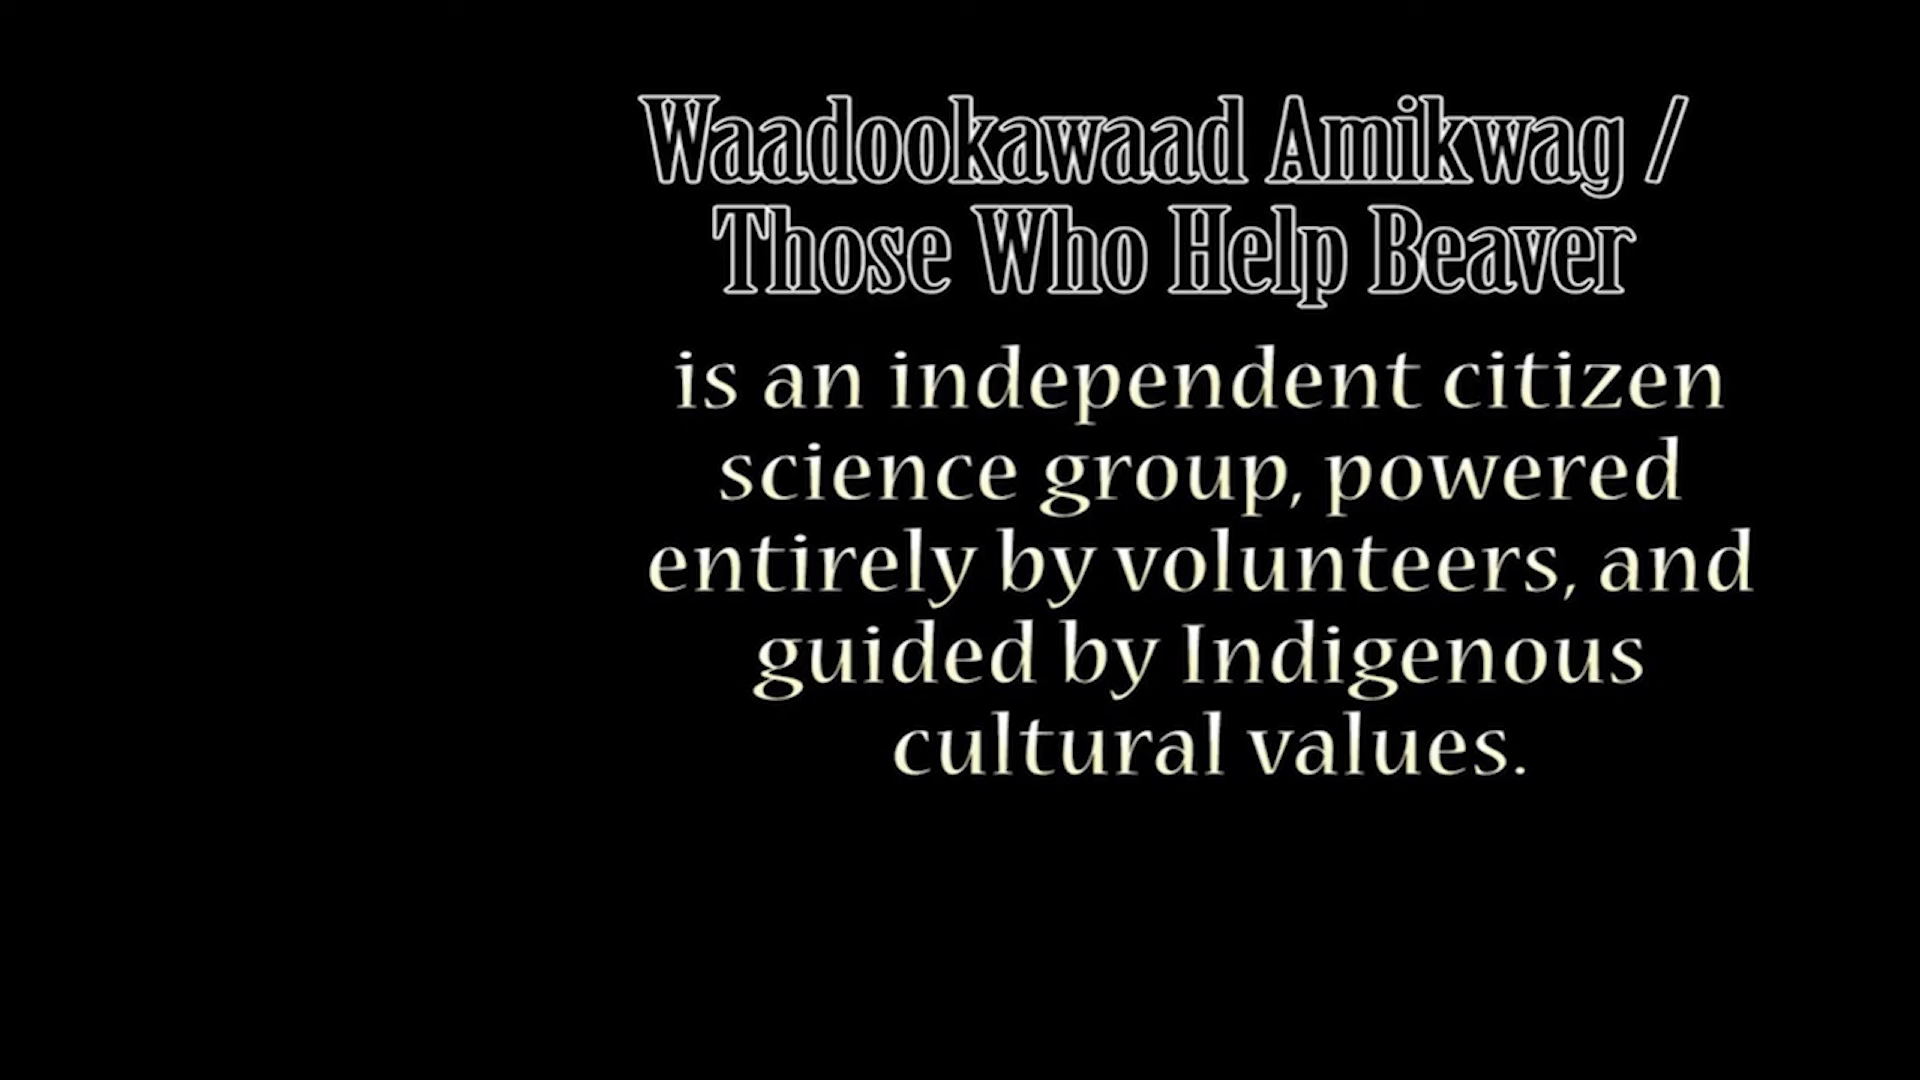 Waadookawaad Amikwag /
Those Who Help Beaver
is an independent citizen
science group, powered
entirely by volunteers, and
guided by Indigenous
cultural values.